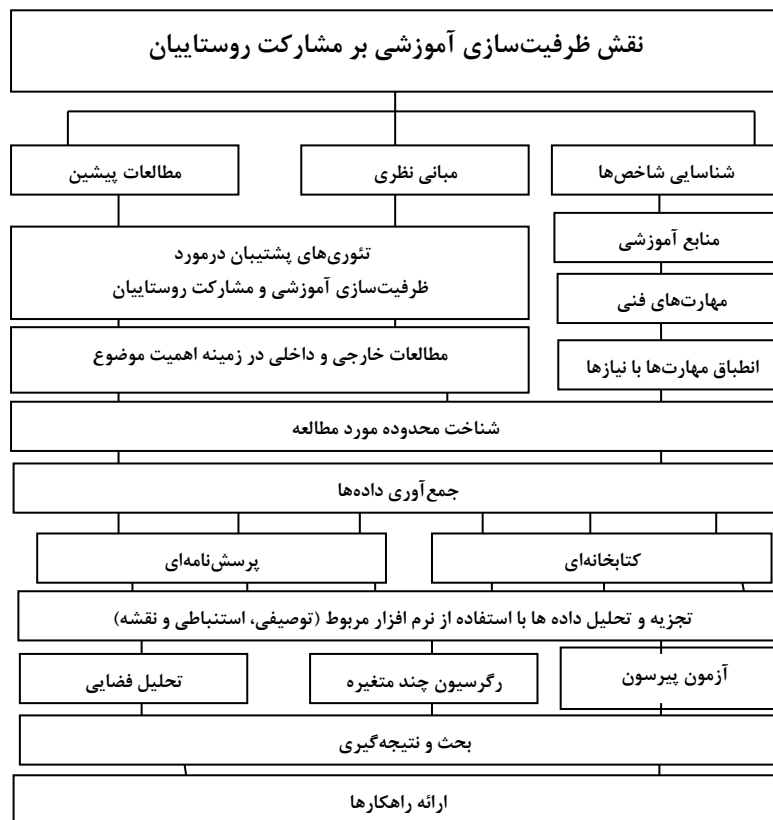 نقش ظرفیت‌سازی آموزشی بر مشارکت روستاییان
شناسایی شاخص‌ها
مبانی نظری
مطالعات پیشین
منابع آموزشی
تئوری‌های پشتیبان درمورد
ظرفیت‌سازی آموزشی و مشارکت روستاییان
مهارت‌های فنی
مطالعات خارجی و داخلی در زمینه اهمیت موضوع
انطباق مهارت‌ها با نیازها
شناخت محدوده مورد مطالعه
جمع‌آوری داده‌ها
کتابخانه‌ای
پرسش‌نامه‌ای
تجزیه و تحلیل داده ها با استفاده از نرم افزار مربوط (توصیفی، استنباطی و نقشه)
آزمون پیرسون
رگرسیون چند متغیره
تحلیل فضایی
بحث و نتیجه‌گیری
ارائه راهکارها